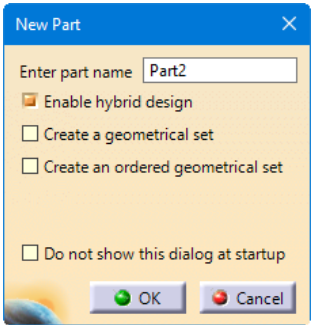 New Part
Enter part name Part2
Enable hybrid design
Create a geometrical set
Create an ordered geometrical set
Do not show this dialog at startup
OK Cancel